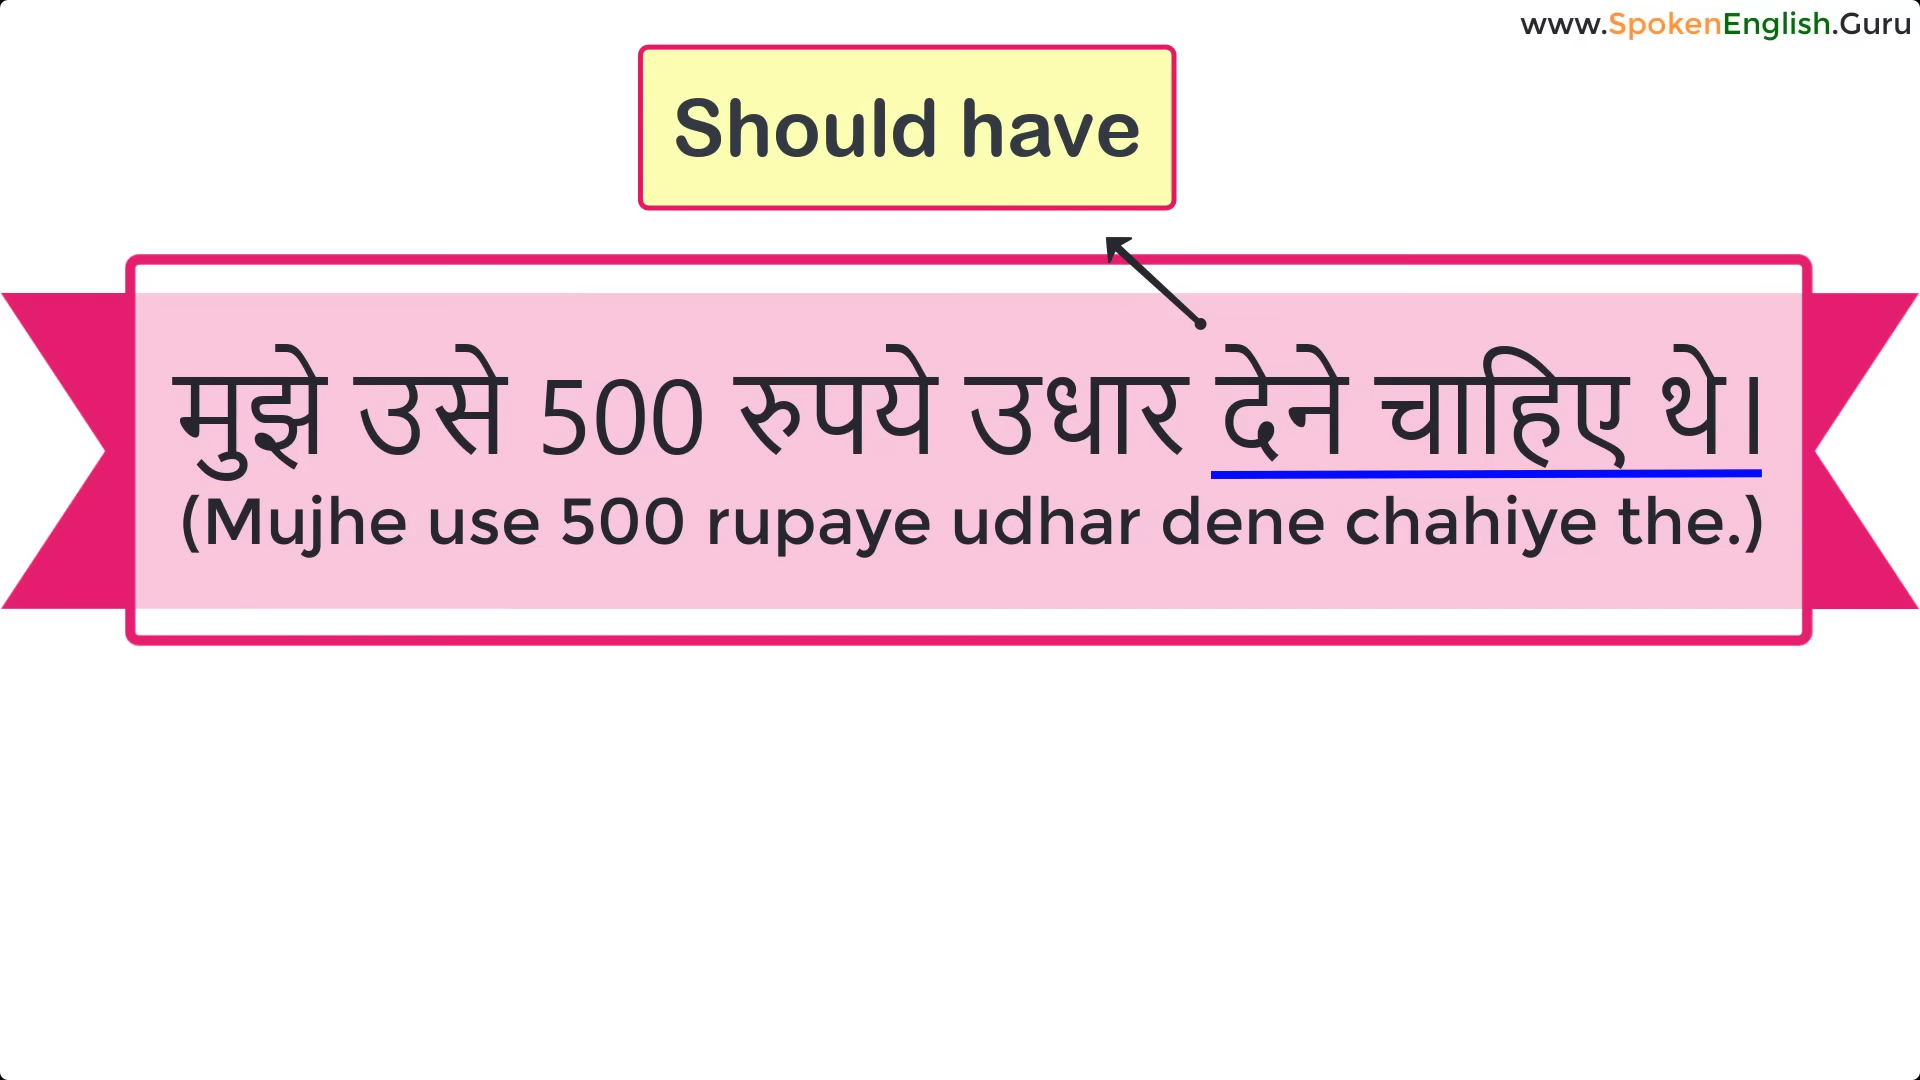 www.SpokenEnglish.Guru
Should have
मुझे उसे 500 रुपये उधार देने चाहिए थे।
(Mujhe use 500 rupaye udhar dene chahiye the.)